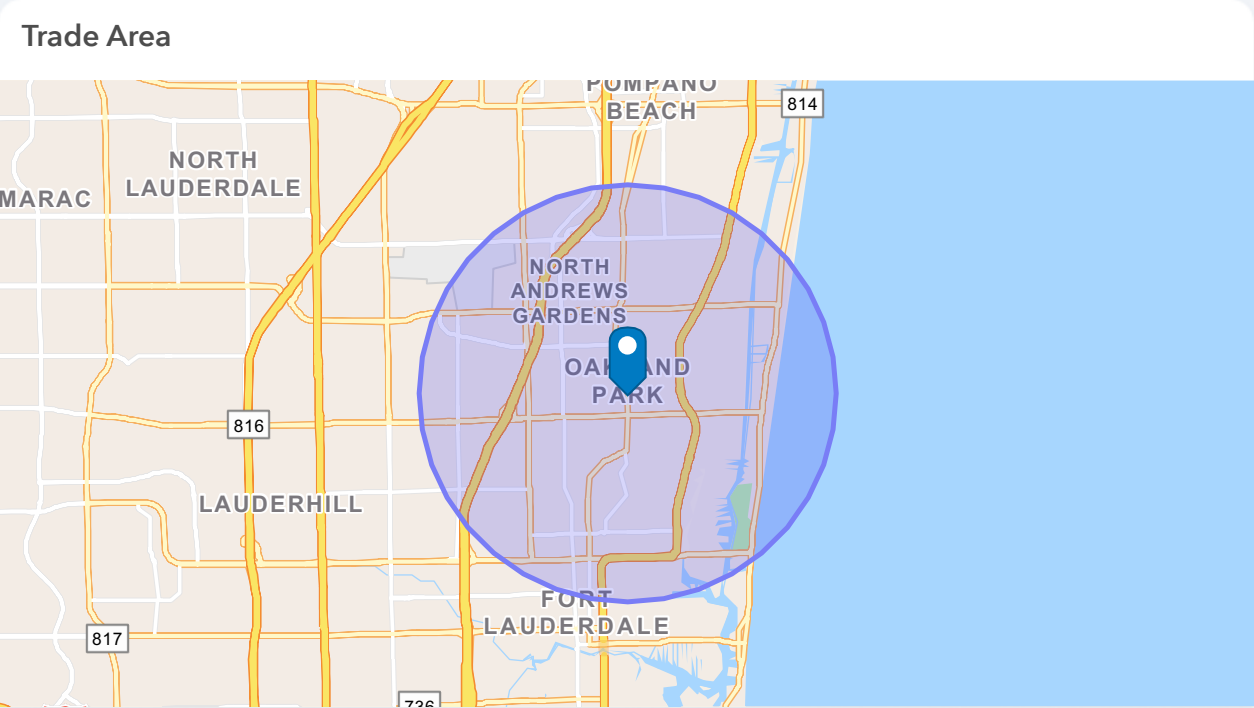 Trade Area
POMPANO
BEACH
814
NORTH
LAUDERDALE
MARAC
NORTH
ANDREWS
GARDENS
OAKLAND
PARK
816
LAUDERHILL
FORT
LAUDERDALE
817
736